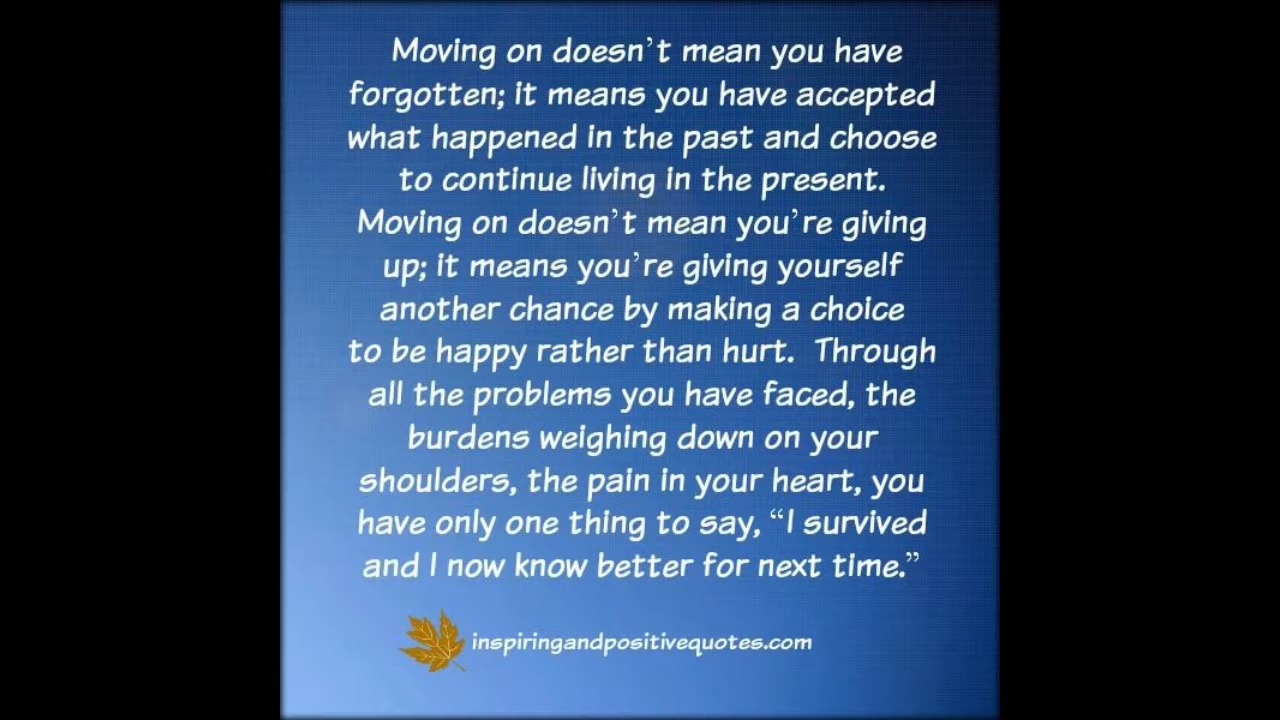 Moving on doesn't mean you have
forgotten; it means you have accepted
what happened in the past and choose
to continue living in the present.
Moving on doesn't mean you're giving
up; it means you're giving yourself
another chance by making a choice
to be happy rather than hurt.  Through
all the problems you have faced, the
burdens weighing down on your
shoulders, the pain in your heart, you
have only one thing to say, “I survived
and I now know better for next time.”
inspiringandpositivequotes.com